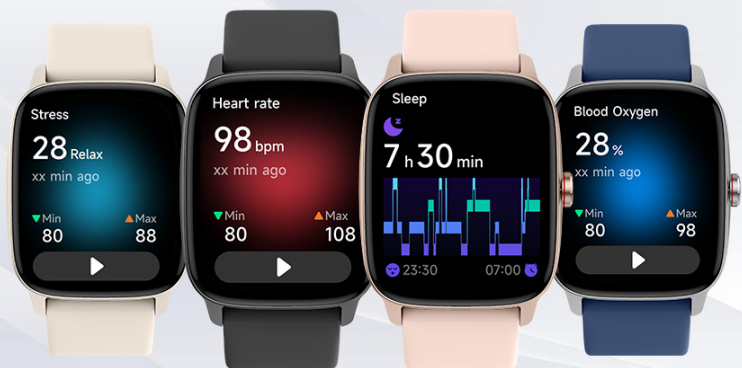 Stress
28 Relax
xx min ago
Min Max
80 88
Heart rate
98 bpm
xx min ago
Min Max
80 108
Sleep
z
7 h 30 min
23:30 07:00
Blood Oxygen
28 %
xx min ago
Min Max
80 98